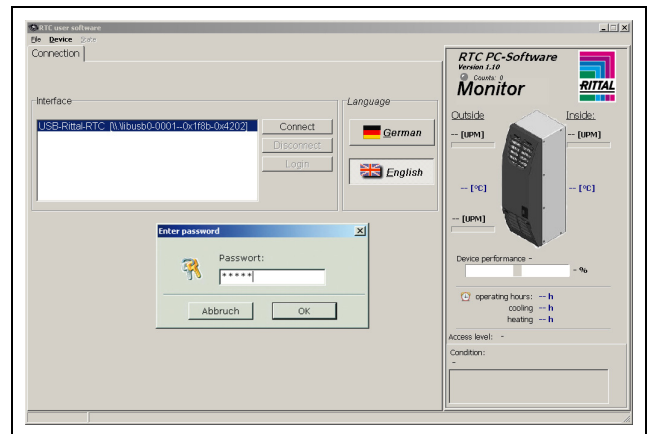 RTC user software
File Device State
Connection
Interface
USB-Rittal-RTC [\\.\libusb0-0001--0x1f8b-0x4202]
Connect
Disconnect
Login
Language
German
English
Enter password
Passwort:
*****
Abbruch OK
RTC PC-Software
Version 1.10
Counts: 0
Monitor
RITTAL
Outside Inside:
-- [UPM] -- [UPM]
-- [°C] -- [°C]
-- [UPM]
Device performance -
- %
operating hours: -- h
cooling -- h
heating -- h
Access level: -
Condition:
-